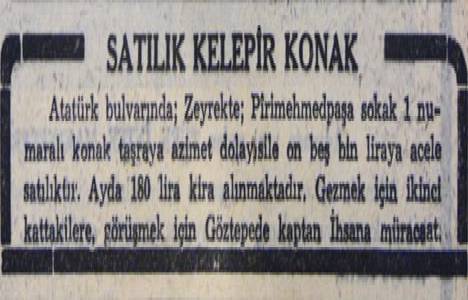 SATILIK KELEPİR KONAK
Atatürk bulvarında; Zeyrekte; Pirimehmedpaşa sokak 1 nu-
maralı konak taşraya azimet dolayısile on beş bin liraya acele
satılıktır. Ayda 180 lira kira alınmaktadır. Gezmek için ikinci
kattakilere, görüşmek için Göztepede kaptan İhsana müracaat.